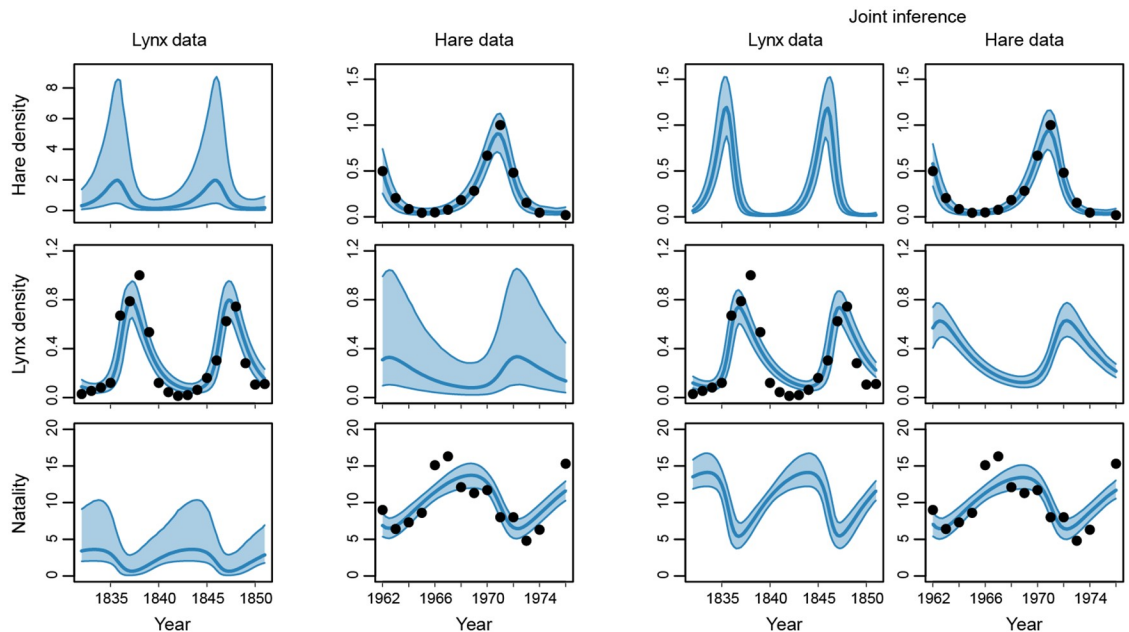 Joint inference
Lynx data Hare data Lynx data Hare data
Hare density
0 2 4 6 8
0.0 0.5 1.0 1.5
0.0 0.5 1.0 1.5
0.0 0.5 1.0 1.5
Lynx density
0.0 0.4 0.8 1.2
0.0 0.4 0.8 1.2
0.0 0.4 0.8 1.2
0.0 0.4 0.8 1.2
Natality
0 5 10 15 20
0 5 10 15 20
0 5 10 15 20
0 5 10 15 20
1835 1840 1845 1850 1962 1966 1970 1974 1835 1840 1845 1850 1962 1966 1970 1974
Year Year Year Year